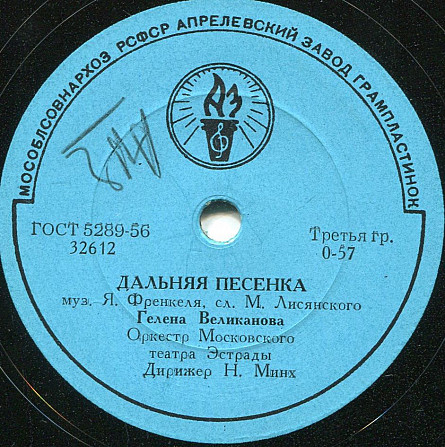 МОСОБЛСОВНАРХОЗ РСФСР АПРЕЛЕВСКИЙ ЗАВОД ГРАМПЛАСТИНОК
АЗ
ГОСТ 5289-56
32612
Третья гр.
0-57
ДАЛЬНЯЯ ПЕСЕНКА
муз. Я. Френкеля, сл. М. Лисянского
Гелена Великанова
Оркестр Московского
театра Эстрады
Дирижер Н. Минх